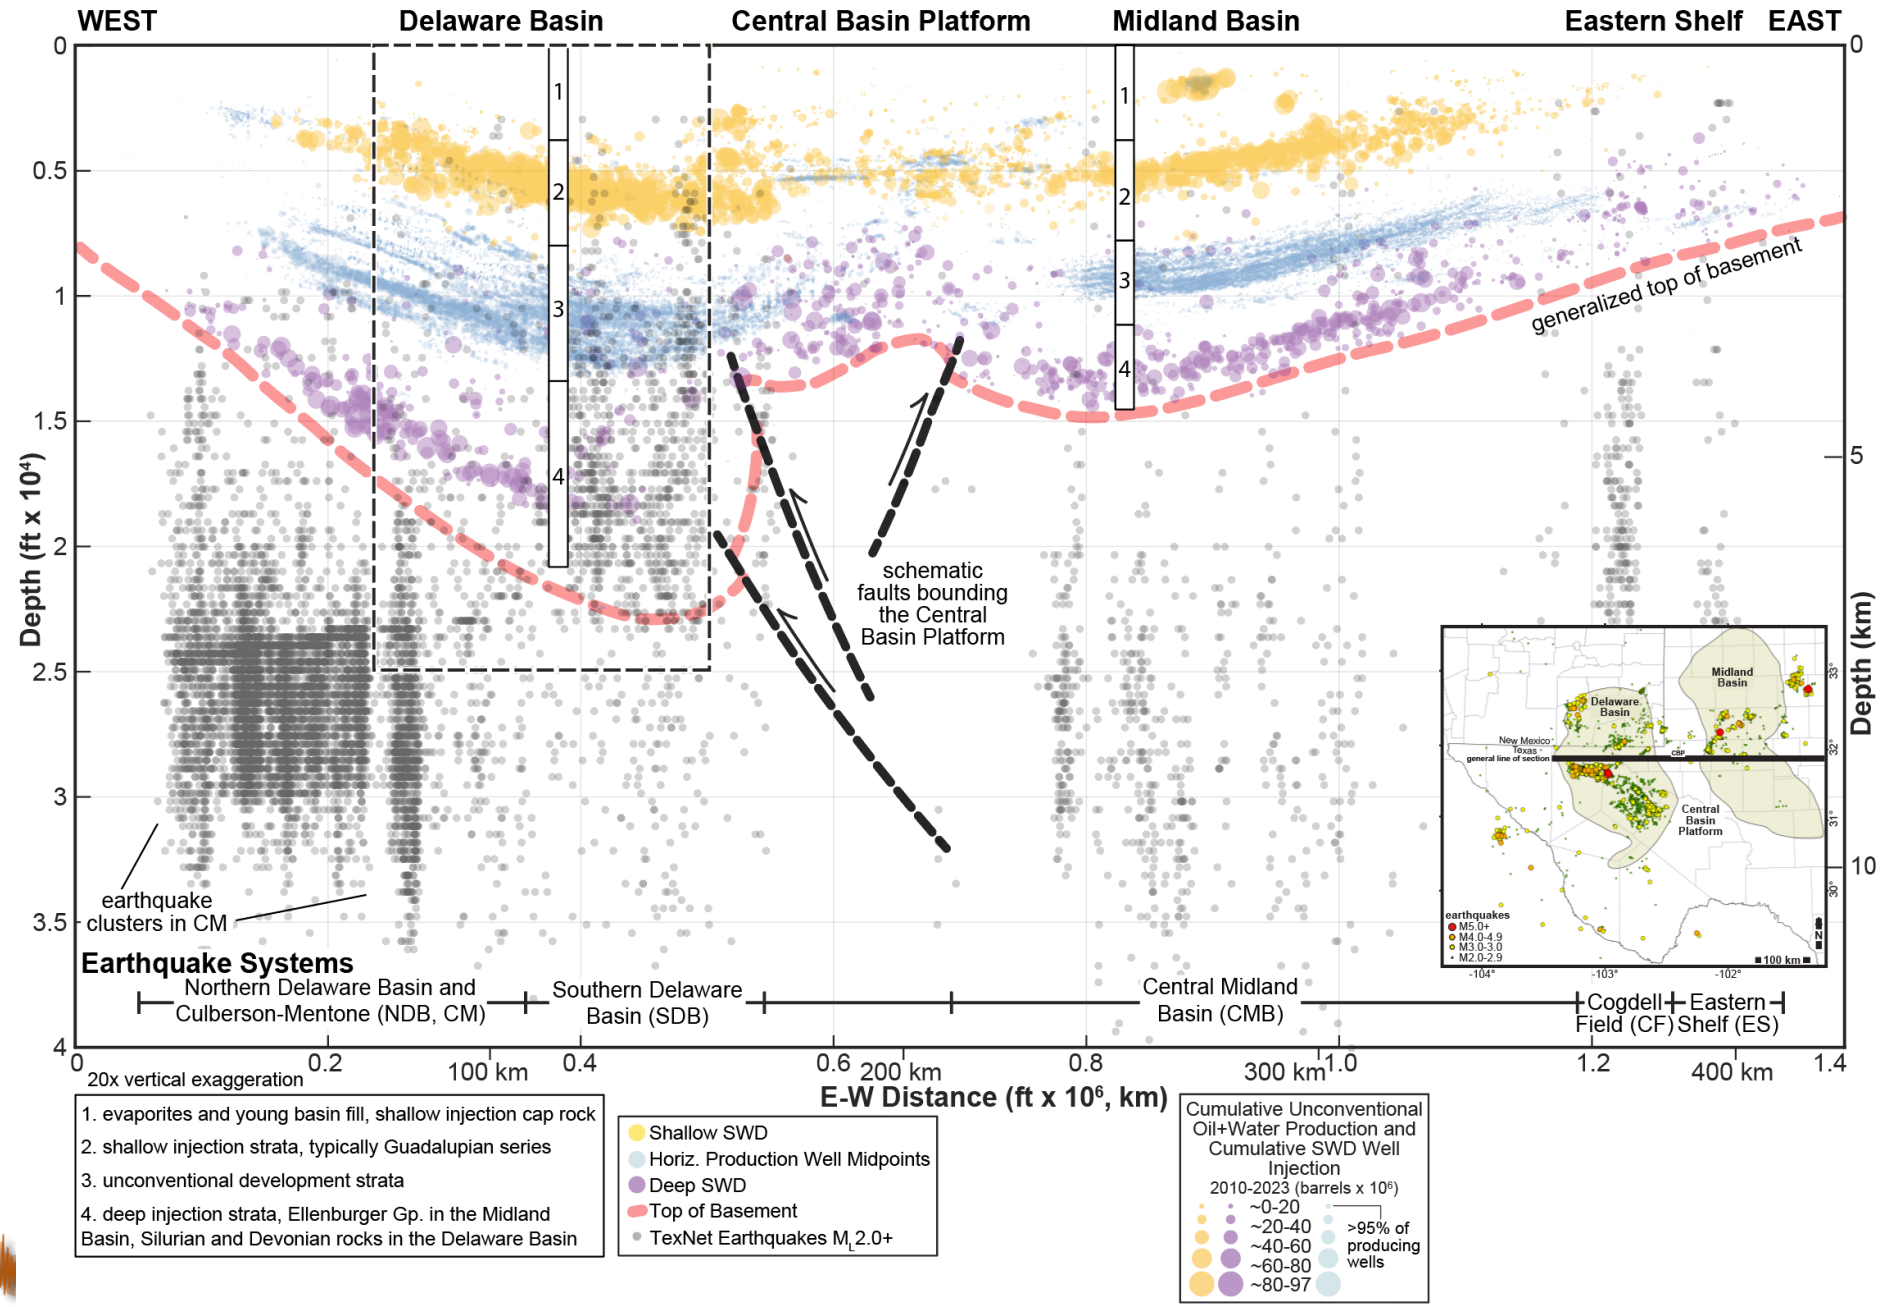 WEST
Delaware Basin
Central Basin Platform
Midland Basin
Eastern Shelf
EAST
0
0.5
1
1.5
2
2.5
3
3.5
4
Depth (ft x 10⁴)
0
5
10
Depth (km)
1
2
3
4
1
2
3
4
generalized top of basement
schematic
faults bounding
the Central
Basin Platform
earthquake
clusters in CM
Midland
Basin
Delaware
Basin
New Mexico
Texas
general line of section
CBP
Central
Basin
Platform
33°
32°
31°
30°
earthquakes
M5.0+
M4.0-4.9
M3.0-3.0
M2.0-2.9
N
100 km
-104°
-103°
-102°
Earthquake Systems
Northern Delaware Basin and
Culberson-Mentone (NDB, CM)
Southern Delaware
Basin (SDB)
Central Midland
Basin (CMB)
Cogdell
Field (CF)
Eastern
Shelf (ES)
0
0.2
100 km
0.4
0.6
200 km
0.8
300 km
1.0
1.2
400 km
1.4
20x vertical exaggeration
E-W Distance (ft x 10⁶, km)
1. evaporites and young basin fill, shallow injection cap rock
2. shallow injection strata, typically Guadalupian series
3. unconventional development strata
4. deep injection strata, Ellenburger Gp. in the Midland
Basin, Silurian and Devonian rocks in the Delaware Basin
Shallow SWD
Horiz. Production Well Midpoints
Deep SWD
Top of Basement
TexNet Earthquakes M_L2.0+
Cumulative Unconventional
Oil+Water Production and
Cumulative SWD Well
Injection
2010-2023 (barrels x 10⁶)
~0-20
~20-40
~40-60
~60-80
~80-97
>95% of
producing
wells